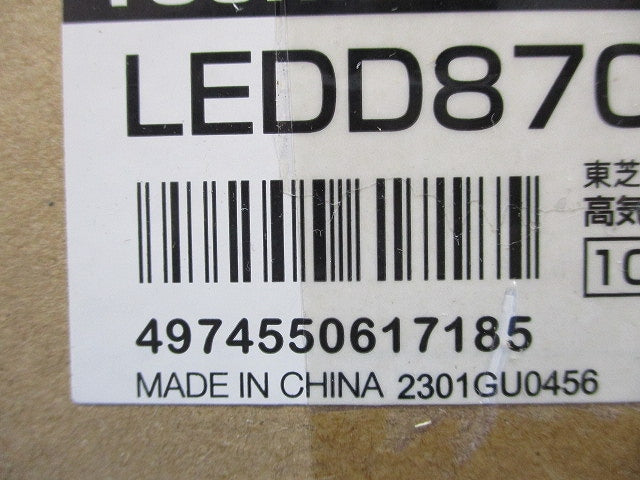 LEDD870
東芝
高気
10
4974550617185
MADE IN CHINA 2301GU0456